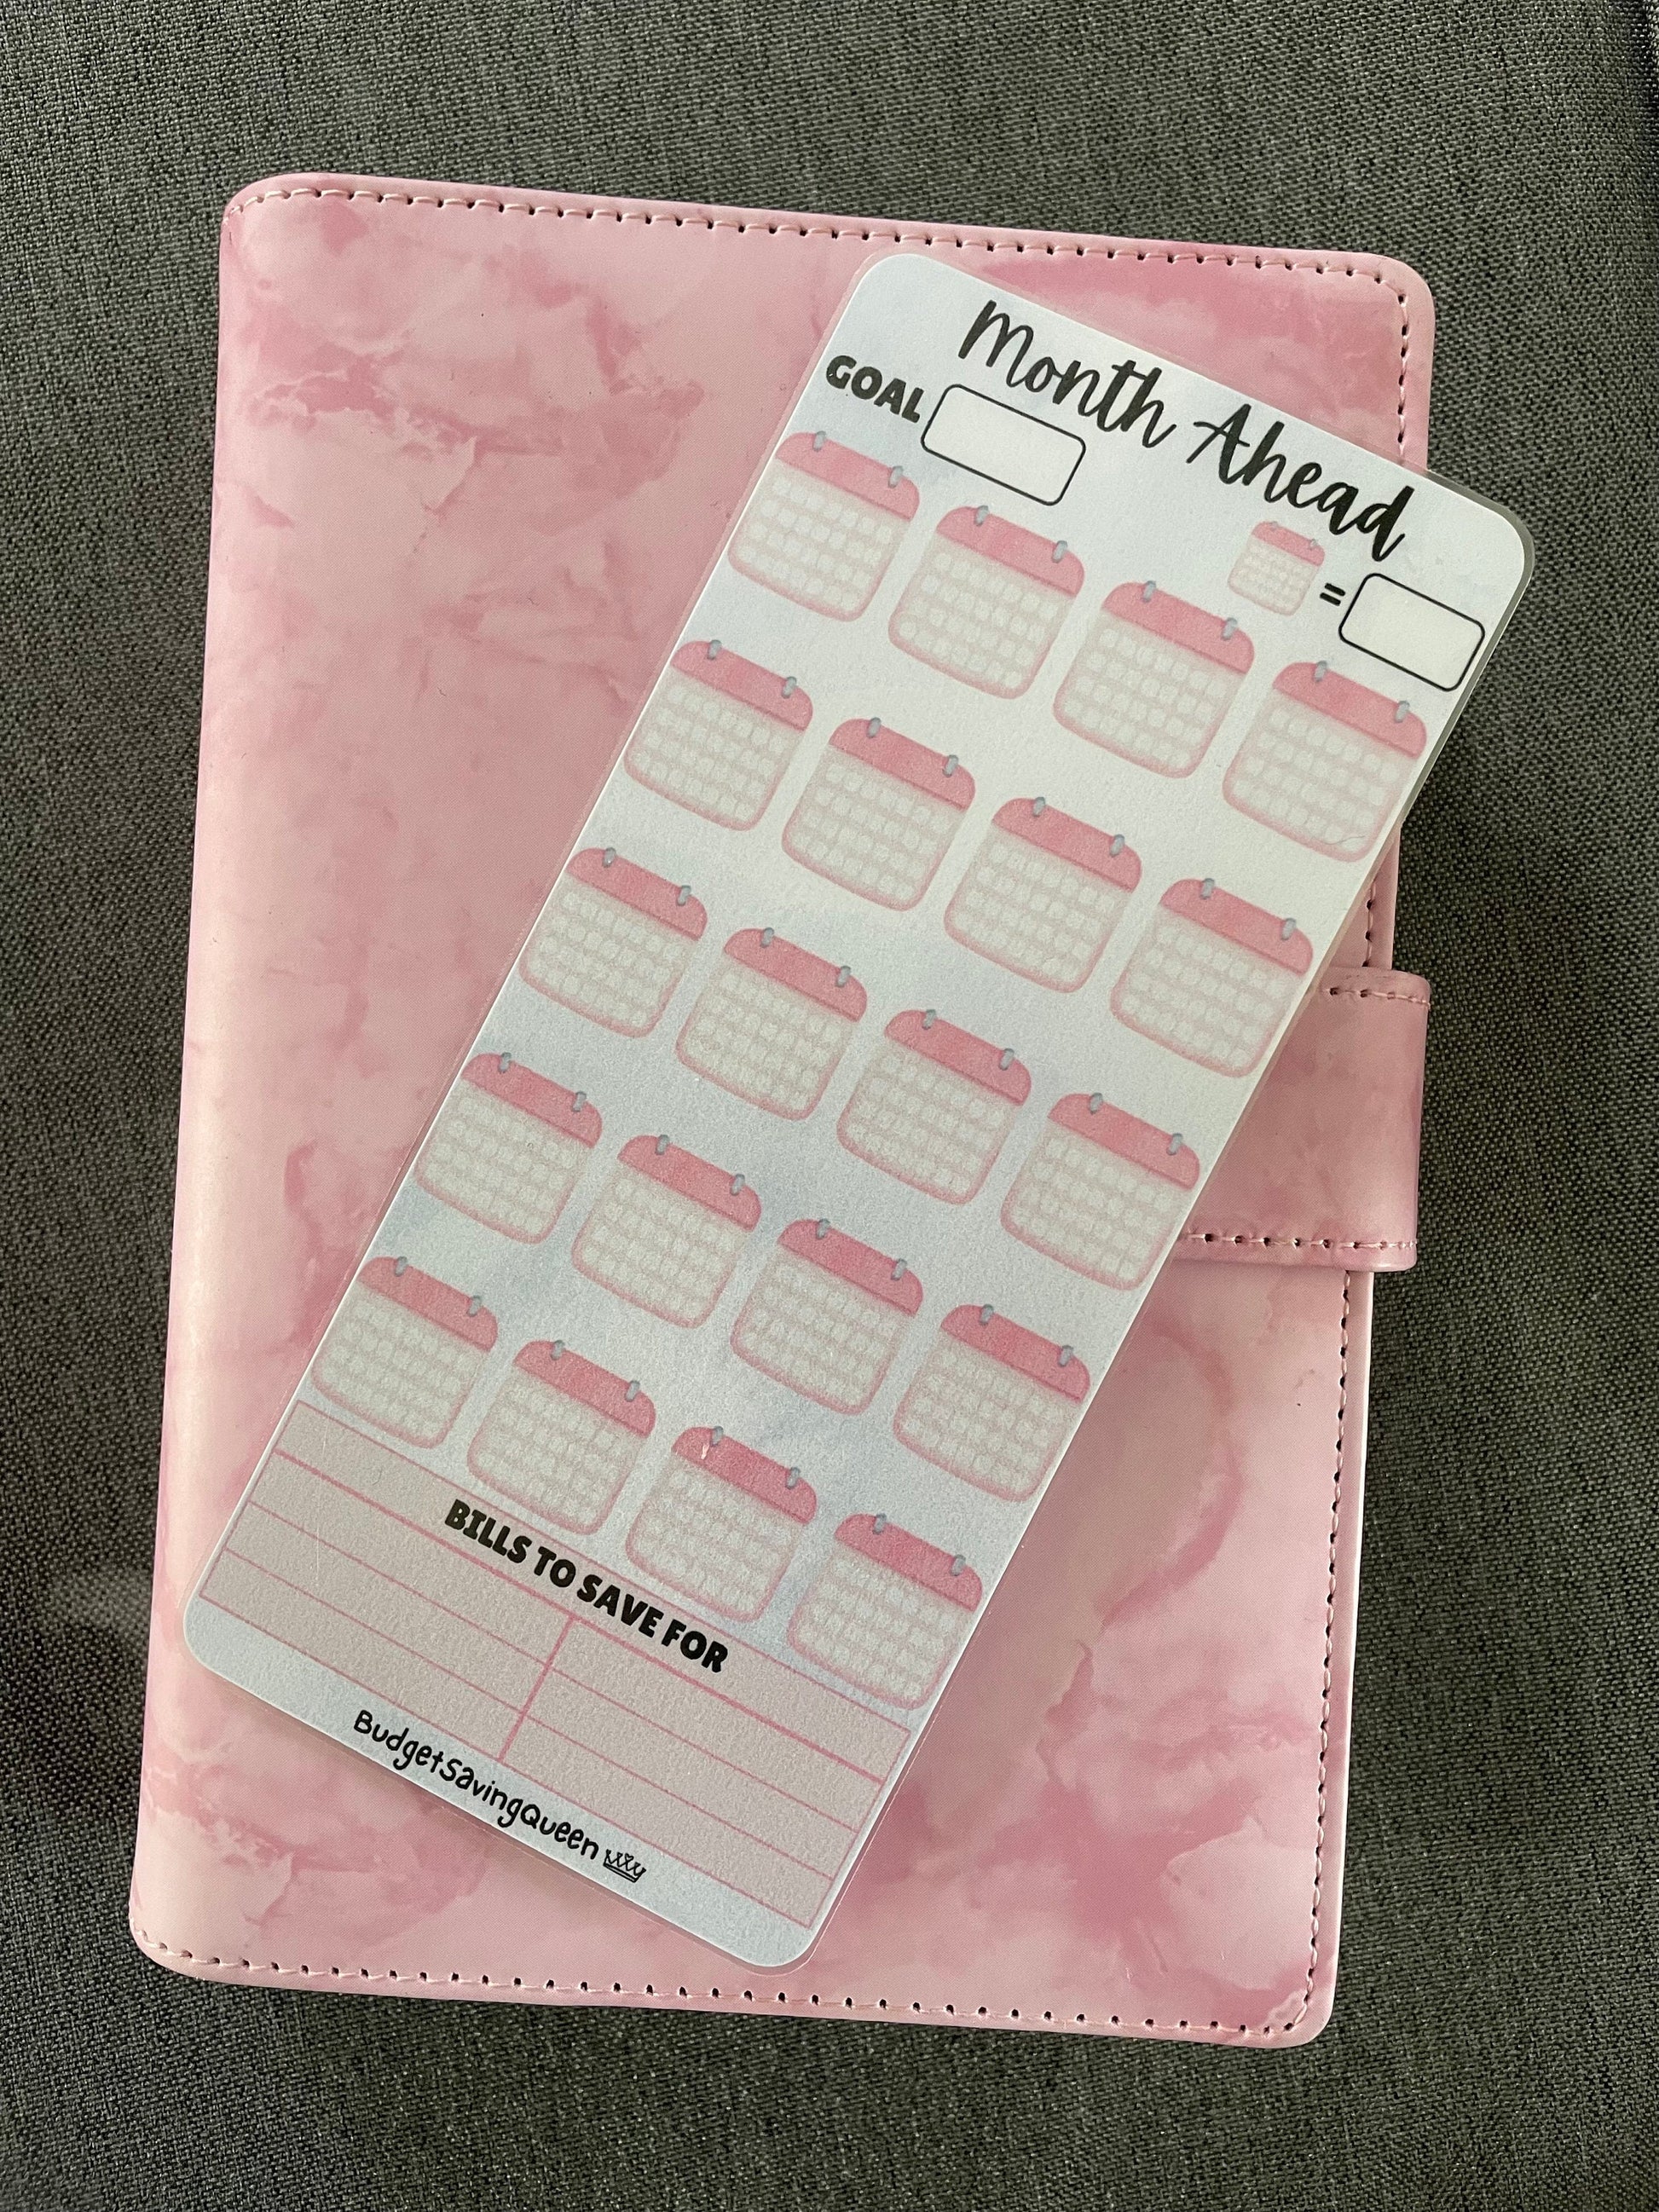 Month Ahead
GOAL
=
BILLS TO SAVE FOR
BudgetSavingQueen